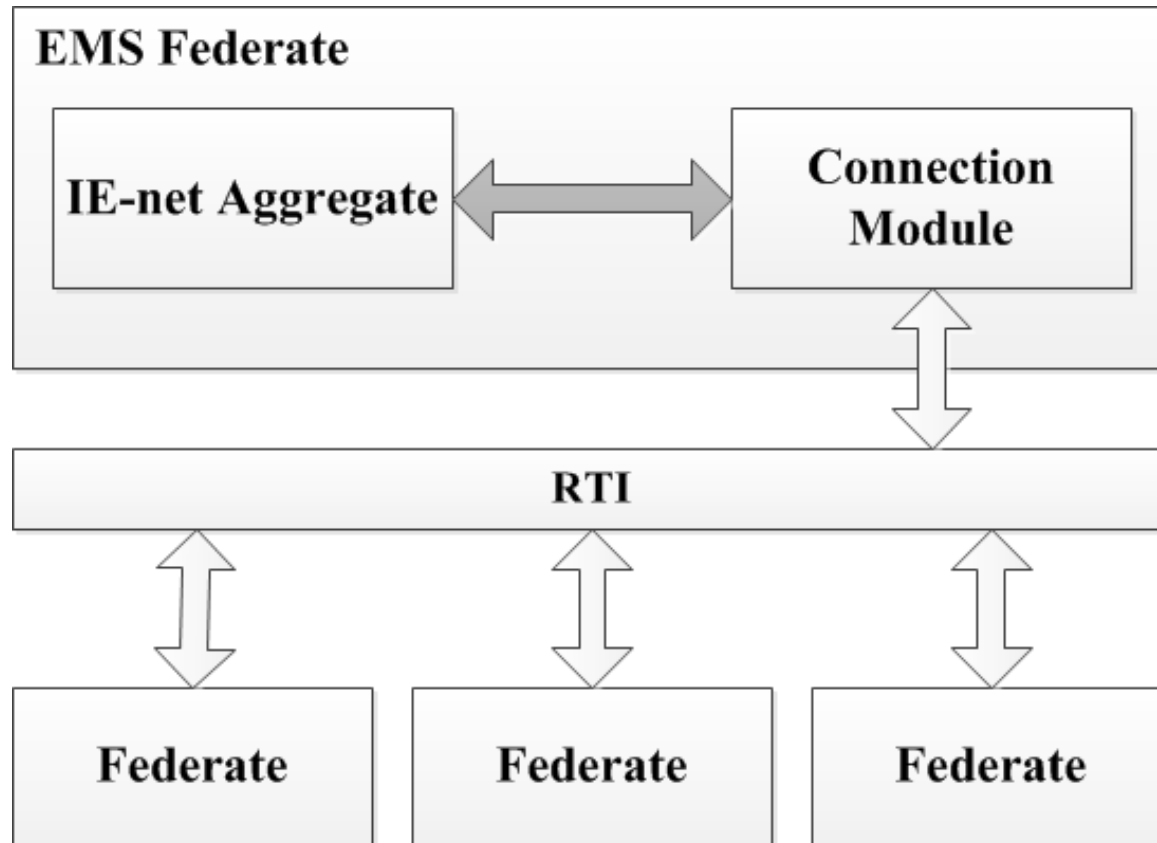 EMS Federate
IE-net Aggregate
Connection
Module
RTI
Federate
Federate
Federate